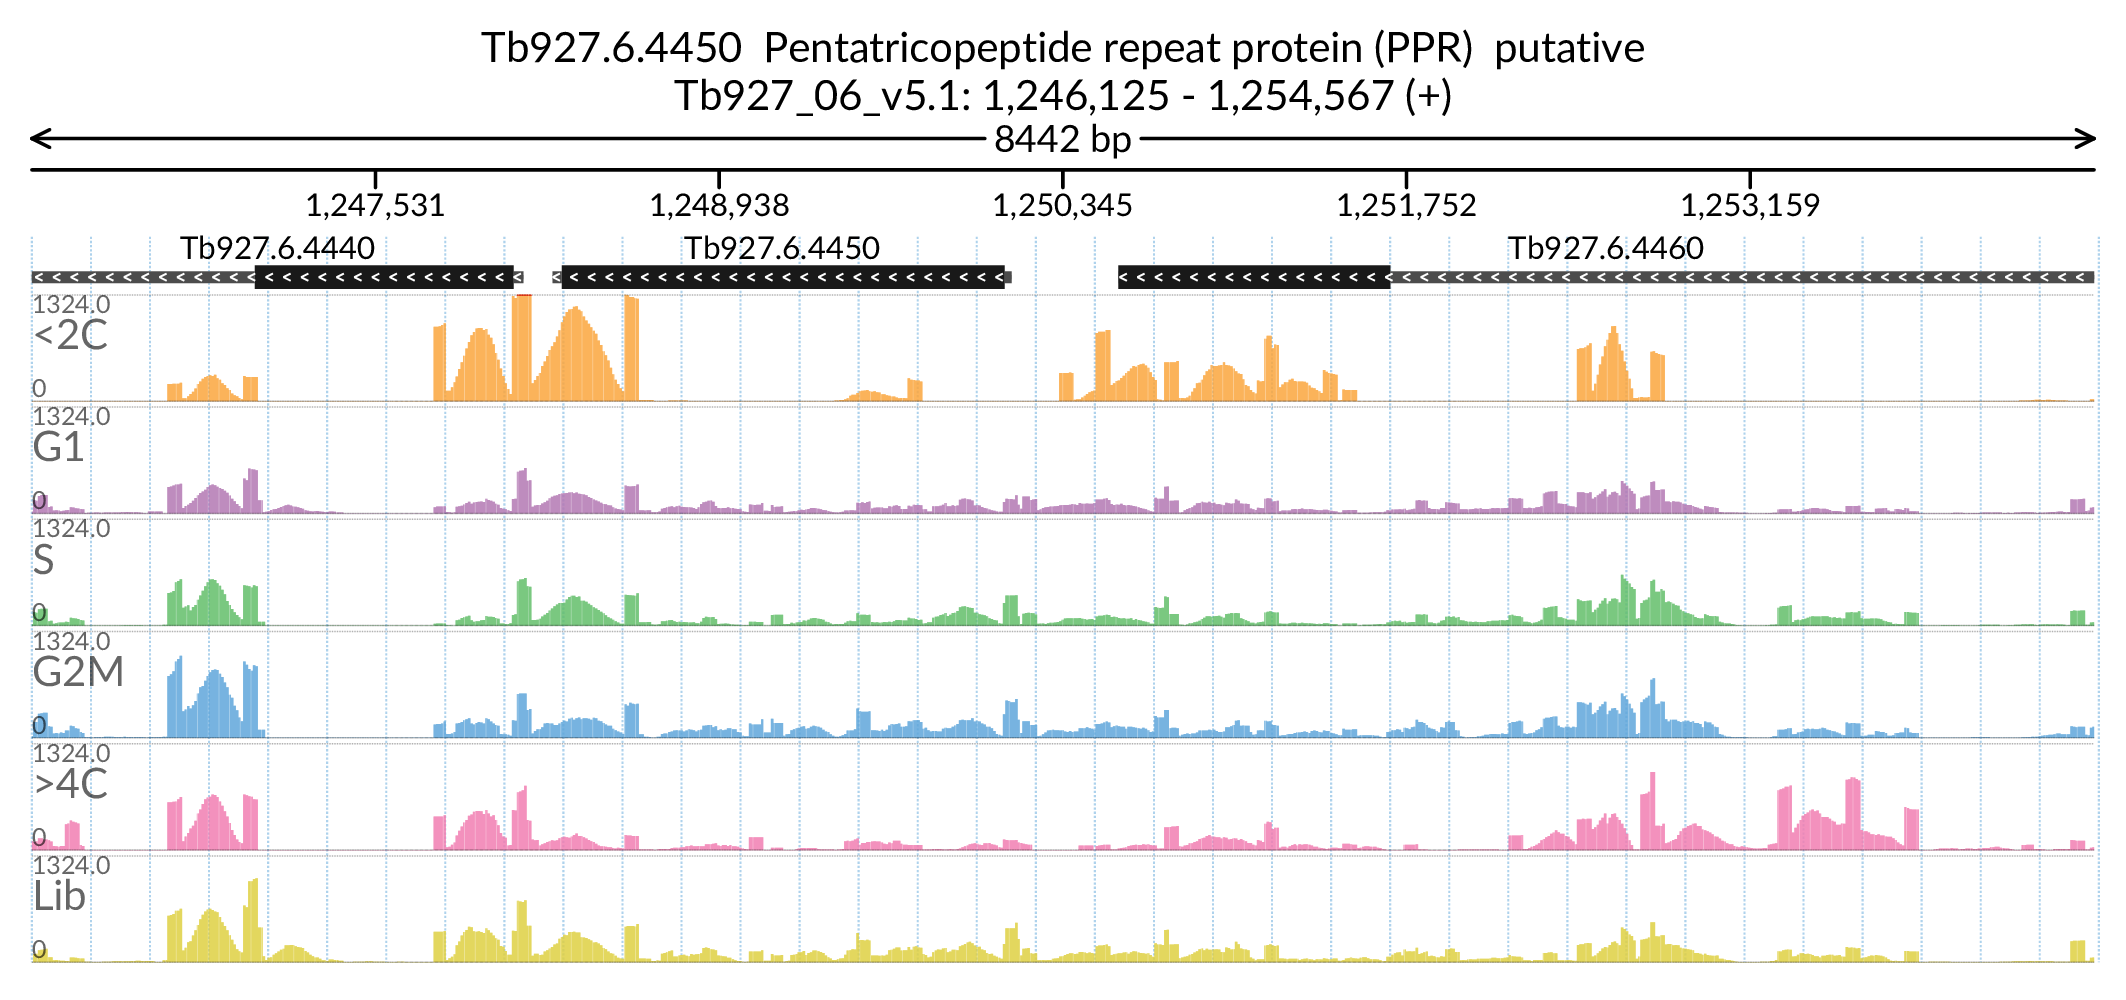 Tb927.6.4450 Pentatricopeptide repeat protein (PPR) putative
Tb927_06_v5.1: 1,246,125 - 1,254,567 (+)
8442 bp
1,247,531 1,248,938 1,250,345 1,251,752 1,253,159
Tb927.6.4440 Tb927.6.4450 Tb927.6.4460
1324.0
<2C
0
1324.0
G1
0
1324.0
S
0
1324.0
G2M
0
1324.0
>4C
0
1324.0
Lib
0